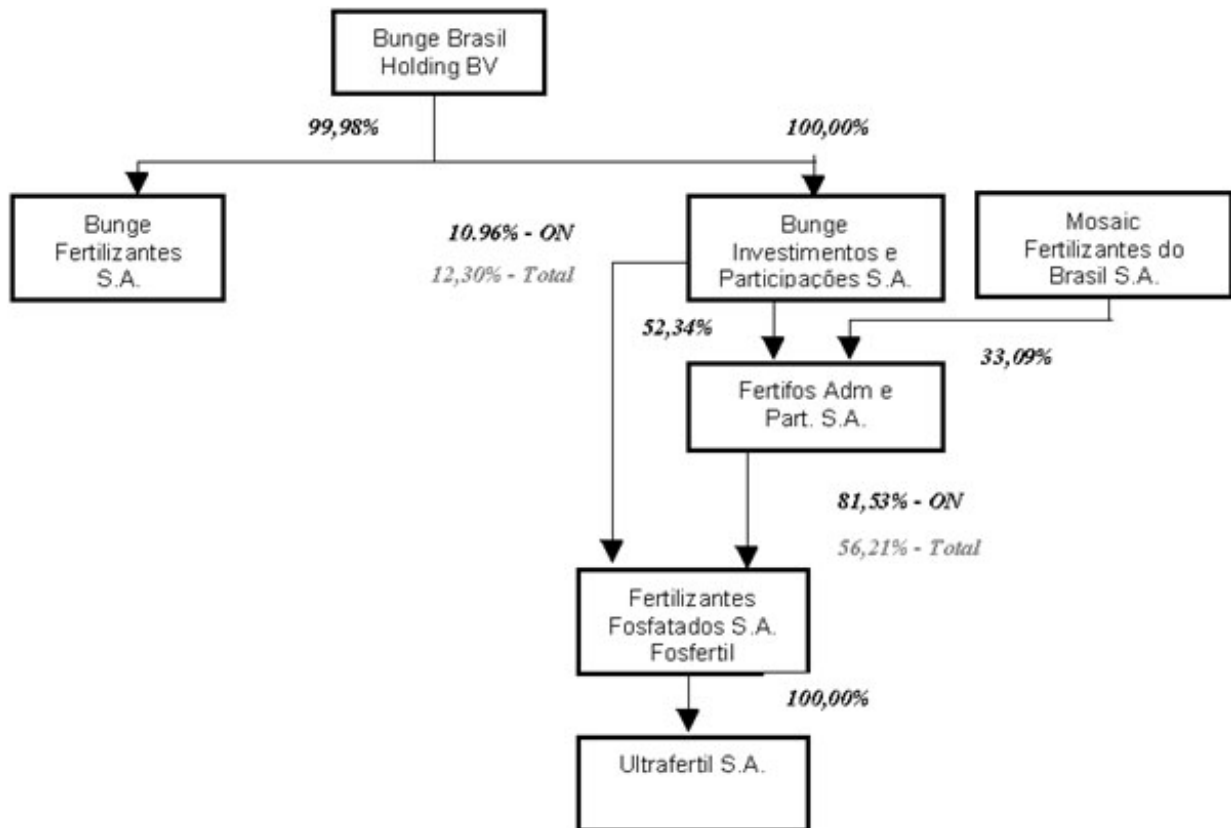 Bunge Brasil
Holding BV
99,98%
100,00%
Bunge
Fertilizantes
S.A.
10.96% - ON
12,30% - Total
Bunge
Investimentos e
Participações S.A.
Mosaic
Fertilizantes do
Brasil S.A.
52,34%
33,09%
Fertifos Adm e
Part. S.A.
81,53% - ON
56,21% - Total
Fertilizantes
Fosfatados S.A.
Fosfertil
100,00%
Ultrafertil S.A.